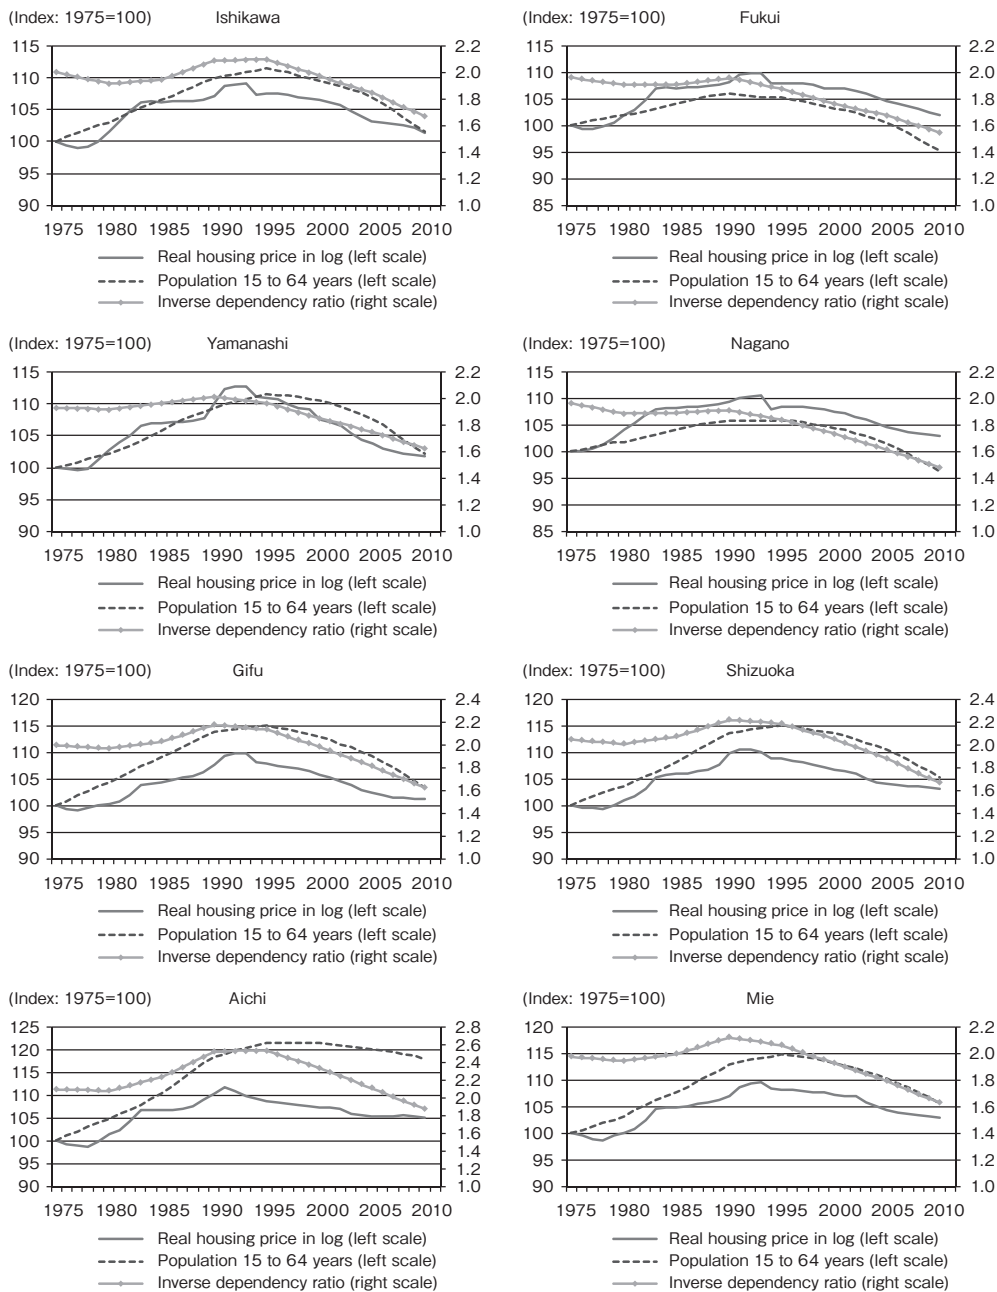 (Index: 1975=100) Ishikawa
115 2.2
110 2.0
105 1.8
100 1.6
95 1.4
90 1.2
1.0
1975 1980 1985 1990 1995 2000 2005 2010
Real housing price in log (left scale)
Population 15 to 64 years (left scale)
Inverse dependency ratio (right scale)
(Index: 1975=100) Fukui
115 2.2
110 2.0
105 1.8
100 1.6
95 1.4
90 1.2
85 1.0
1975 1980 1985 1990 1995 2000 2005 2010
Real housing price in log (left scale)
Population 15 to 64 years (left scale)
Inverse dependency ratio (right scale)
(Index: 1975=100) Yamanashi
115 2.2
110 2.0
105 1.8
100 1.6
95 1.4
90 1.2
1.0
1975 1980 1985 1990 1995 2000 2005 2010
Real housing price in log (left scale)
Population 15 to 64 years (left scale)
Inverse dependency ratio (right scale)
(Index: 1975=100) Nagano
115 2.2
110 2.0
105 1.8
100 1.6
95 1.4
90 1.2
85 1.0
1975 1980 1985 1990 1995 2000 2005 2010
Real housing price in log (left scale)
Population 15 to 64 years (left scale)
Inverse dependency ratio (right scale)
(Index: 1975=100) Gifu
120 2.4
115 2.2
110 2.0
105 1.8
100 1.6
95 1.4
90 1.2
1.0
1975 1980 1985 1990 1995 2000 2005 2010
Real housing price in log (left scale)
Population 15 to 64 years (left scale)
Inverse dependency ratio (right scale)
(Index: 1975=100) Shizuoka
120 2.4
115 2.2
110 2.0
105 1.8
100 1.6
95 1.4
90 1.2
1.0
1975 1980 1985 1990 1995 2000 2005 2010
Real housing price in log (left scale)
Population 15 to 64 years (left scale)
Inverse dependency ratio (right scale)
(Index: 1975=100) Aichi
125 2.8
120 2.6
115 2.4
110 2.2
105 2.0
100 1.8
95 1.6
90 1.4
1.2
1.0
1975 1980 1985 1990 1995 2000 2005 2010
Real housing price in log (left scale)
Population 15 to 64 years (left scale)
Inverse dependency ratio (right scale)
(Index: 1975=100) Mie
120 2.2
115 2.0
110 1.8
105 1.6
100 1.4
95 1.2
90 1.0
1975 1980 1985 1990 1995 2000 2005 2010
Real housing price in log (left scale)
Population 15 to 64 years (left scale)
Inverse dependency ratio (right scale)